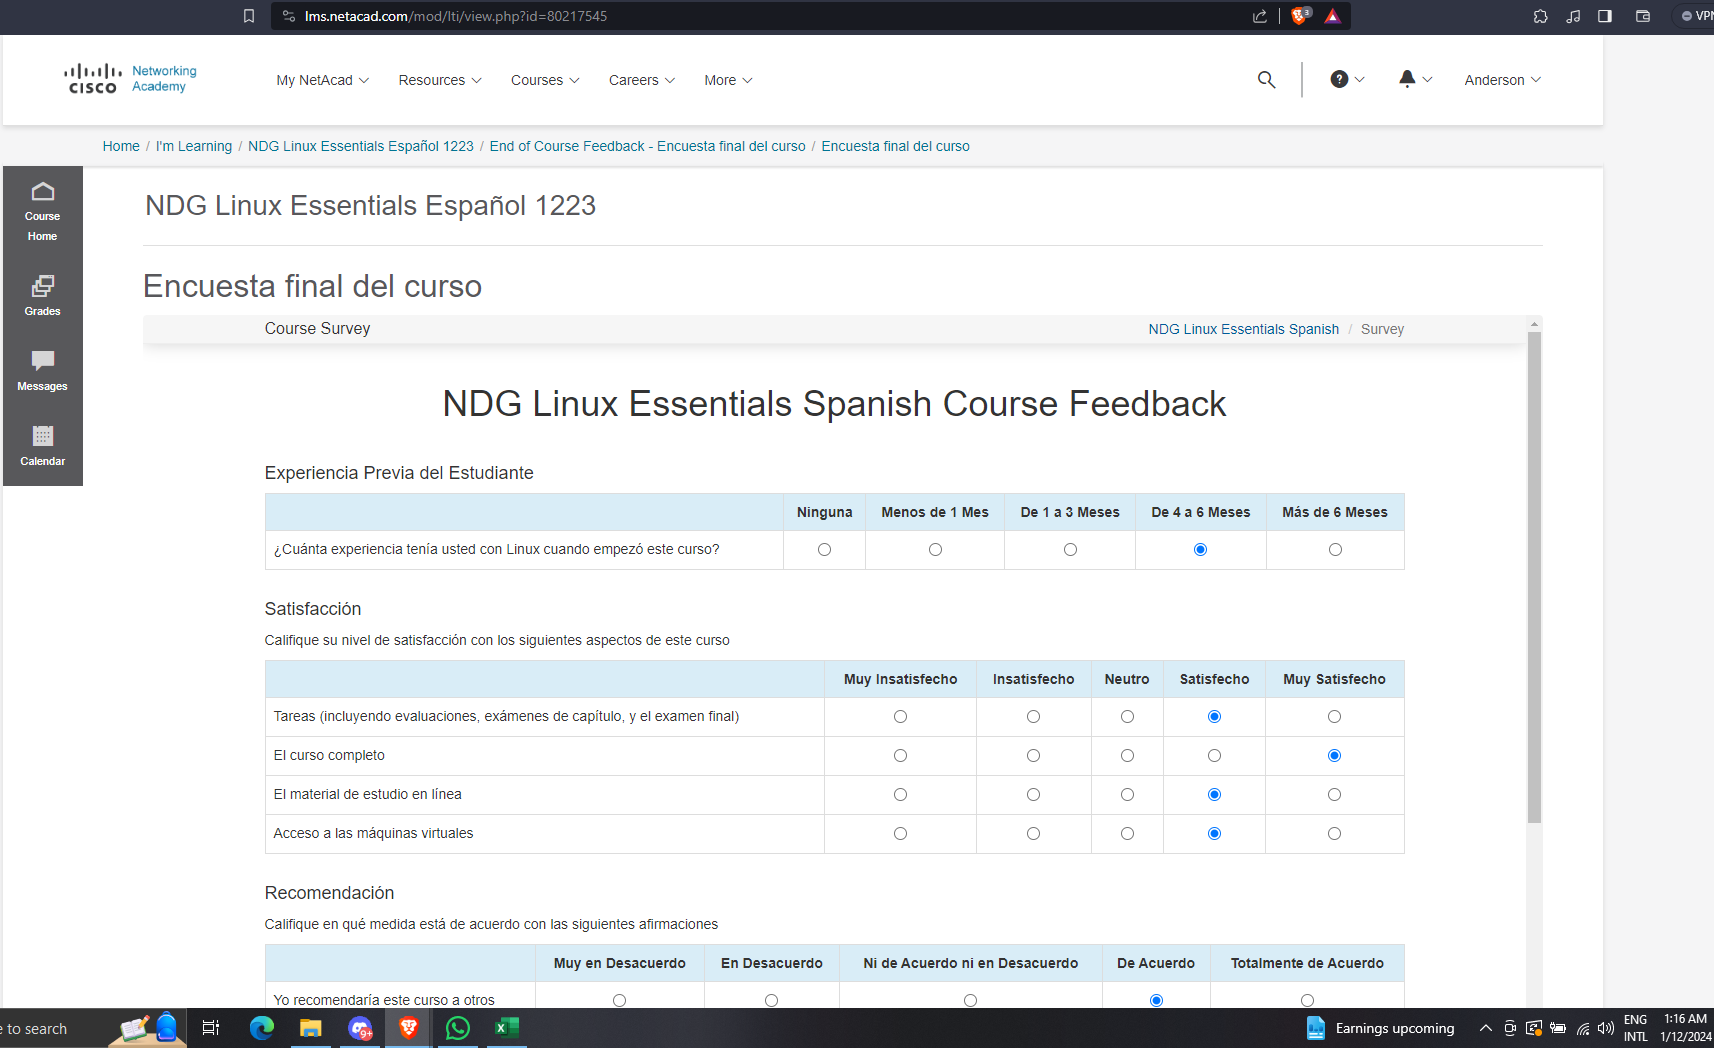 lms.netacad.com/mod/lti/view.php?id=80217545
3
VPN
CISCO
Networking
Academy
My NetAcad
Resources
Courses
Careers
More
Anderson
Home / I'm Learning / NDG Linux Essentials Español 1223 / End of Course Feedback - Encuesta final del curso / Encuesta final del curso
Course
Home
Grades
Messages
Calendar
NDG Linux Essentials Español 1223
Encuesta final del curso
Course Survey
NDG Linux Essentials Spanish / Survey
NDG Linux Essentials Spanish Course Feedback
Experiencia Previa del Estudiante
Ninguna Menos de 1 Mes De 1 a 3 Meses De 4 a 6 Meses Más de 6 Meses
¿Cuánta experiencia tenía usted con Linux cuando empezó este curso?
Satisfacción
Califique su nivel de satisfacción con los siguientes aspectos de este curso
Muy Insatisfecho Insatisfecho Neutro Satisfecho Muy Satisfecho
Tareas (incluyendo evaluaciones, exámenes de capítulo, y el examen final)
El curso completo
El material de estudio en línea
Acceso a las máquinas virtuales
Recomendación
Califique en qué medida está de acuerdo con las siguientes afirmaciones
Muy en Desacuerdo En Desacuerdo Ni de Acuerdo ni en Desacuerdo De Acuerdo Totalmente de Acuerdo
Yo recomendaría este curso a otros
e to search
9+
Earnings upcoming
ENG
INTL
1:16 AM
1/12/2024